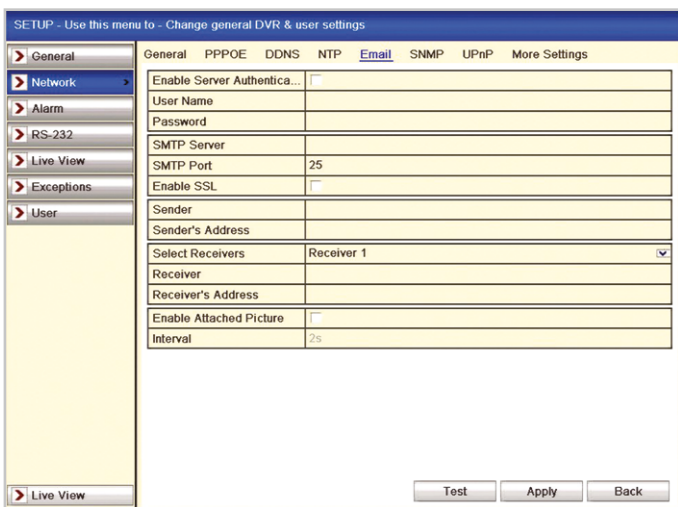 SETUP - Use this menu to - Change general DVR & user settings
General
Network
Alarm
RS-232
Live View
Exceptions
User
Live View
General PPPOE DDNS NTP Email SNMP UPnP More Settings
Enable Server Authentica...
User Name
Password
SMTP Server
SMTP Port 25
Enable SSL
Sender
Sender's Address
Select Receivers Receiver 1
Receiver
Receiver's Address
Enable Attached Picture
Interval 2s
Test Apply Back